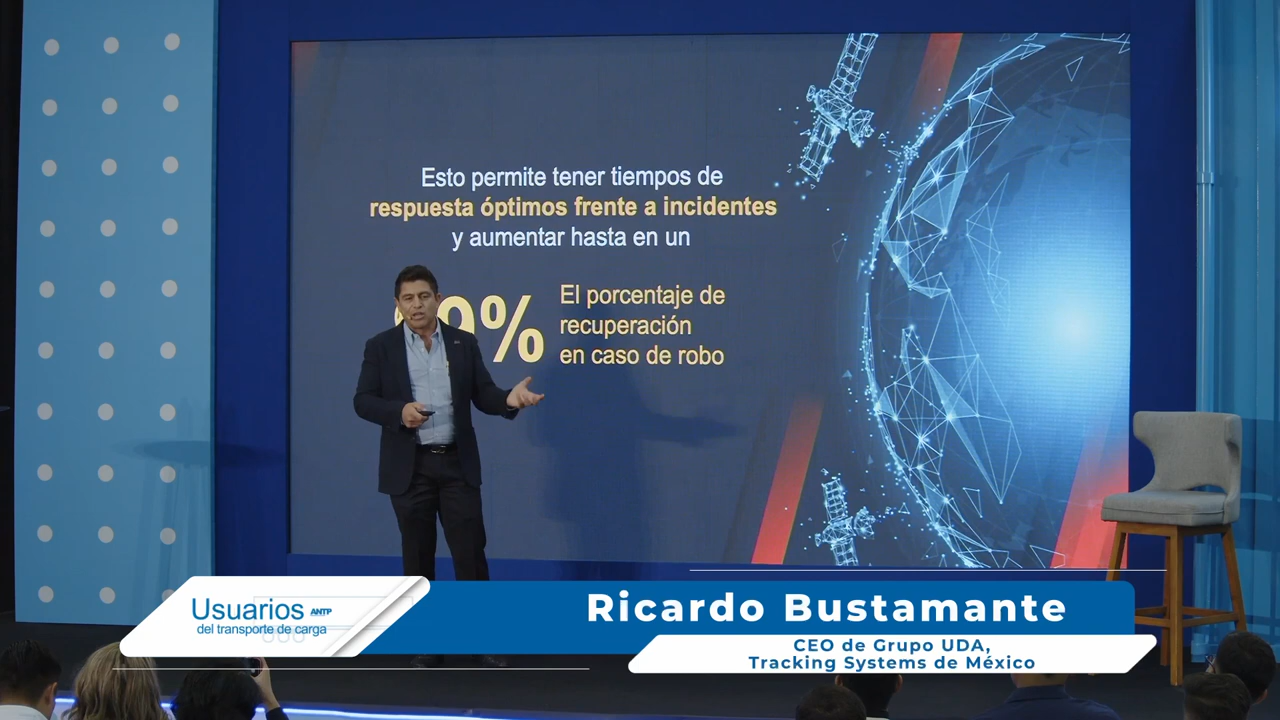 Esto permite tener tiempos de
respuesta óptimos frente a incidentes
y aumentar hasta en un
El porcentaje de
recuperación
en caso de robo
Usuarios ANTP
del transporte de carga
Ricardo Bustamante
CEO de Grupo UDA,
Tracking Systems de México